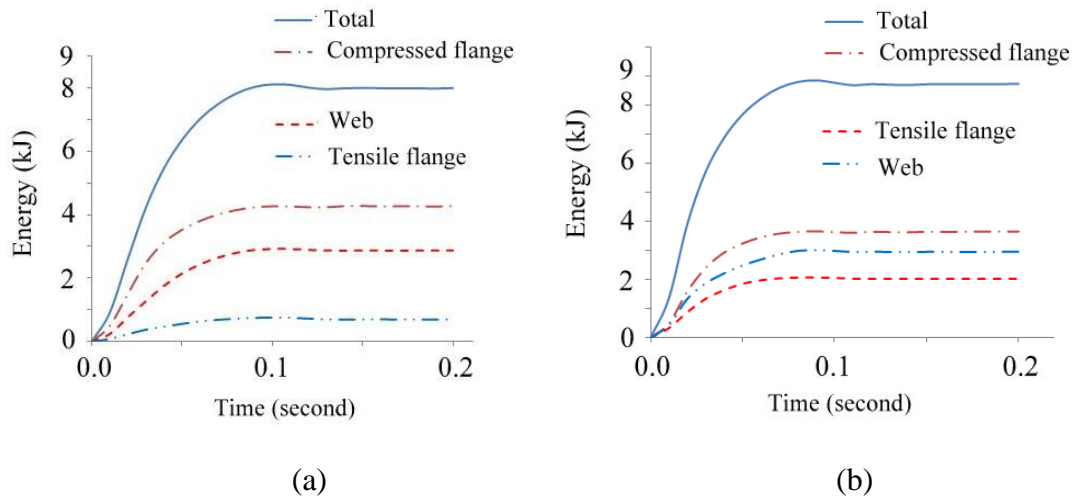 Total
Compressed flange
Web
Tensile flange
9
8
6
4
2
0
Energy (kJ)
0.0
0.1
0.2
Time (second)
(a)
Total
Compressed flange
Tensile flange
Web
9
8
6
4
2
0
Energy (kJ)
0.0
0.1
0.2
Time (second)
(b)